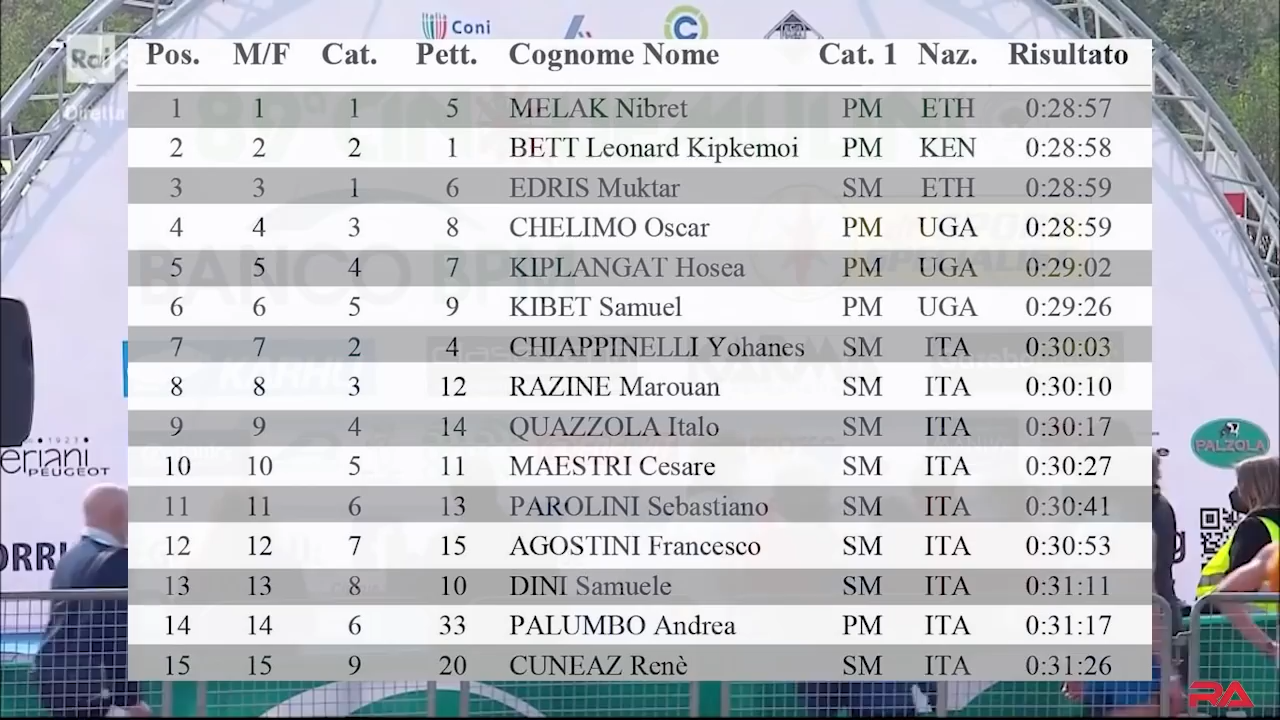 Coni
Rai
Diretta
Pos. M/F Cat. Pett. Cognome Nome Cat. 1 Naz. Risultato
1 1 1 5 MELAK Nibret PM ETH 0:28:57
2 2 2 1 BETT Leonard Kipkemoi PM KEN 0:28:58
3 3 1 6 EDRIS Muktar SM ETH 0:28:59
4 4 3 8 CHELIMO Oscar PM UGA 0:28:59
5 5 4 7 KIPLANGAT Hosea PM UGA 0:29:02
6 6 5 9 KIBET Samuel PM UGA 0:29:26
7 7 2 4 CHIAPPINELLI Yohanes SM ITA 0:30:03
8 8 3 12 RAZINE Marouan SM ITA 0:30:10
9 9 4 14 QUAZZOLA Italo SM ITA 0:30:17
10 10 5 11 MAESTRI Cesare SM ITA 0:30:27
11 11 6 13 PAROLINI Sebastiano SM ITA 0:30:41
12 12 7 15 AGOSTINI Francesco SM ITA 0:30:53
13 13 8 10 DINI Samuele SM ITA 0:31:11
14 14 6 33 PALUMBO Andrea PM ITA 0:31:17
15 15 9 20 CUNEAZ Renè SM ITA 0:31:26
BANCO BPM
KARHU
1923
eriani
PEUGEOT
PALZOLA
ORRI
RA